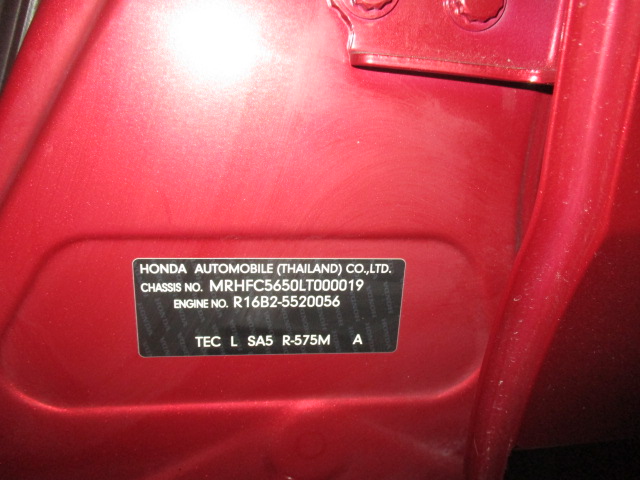 HONDA AUTOMOBILE (THAILAND) CO.,LTD.
CHASSIS NO. MRHFC5650LT000019
ENGINE NO. R16B2-5520056
TEC L SA5 R-575M A